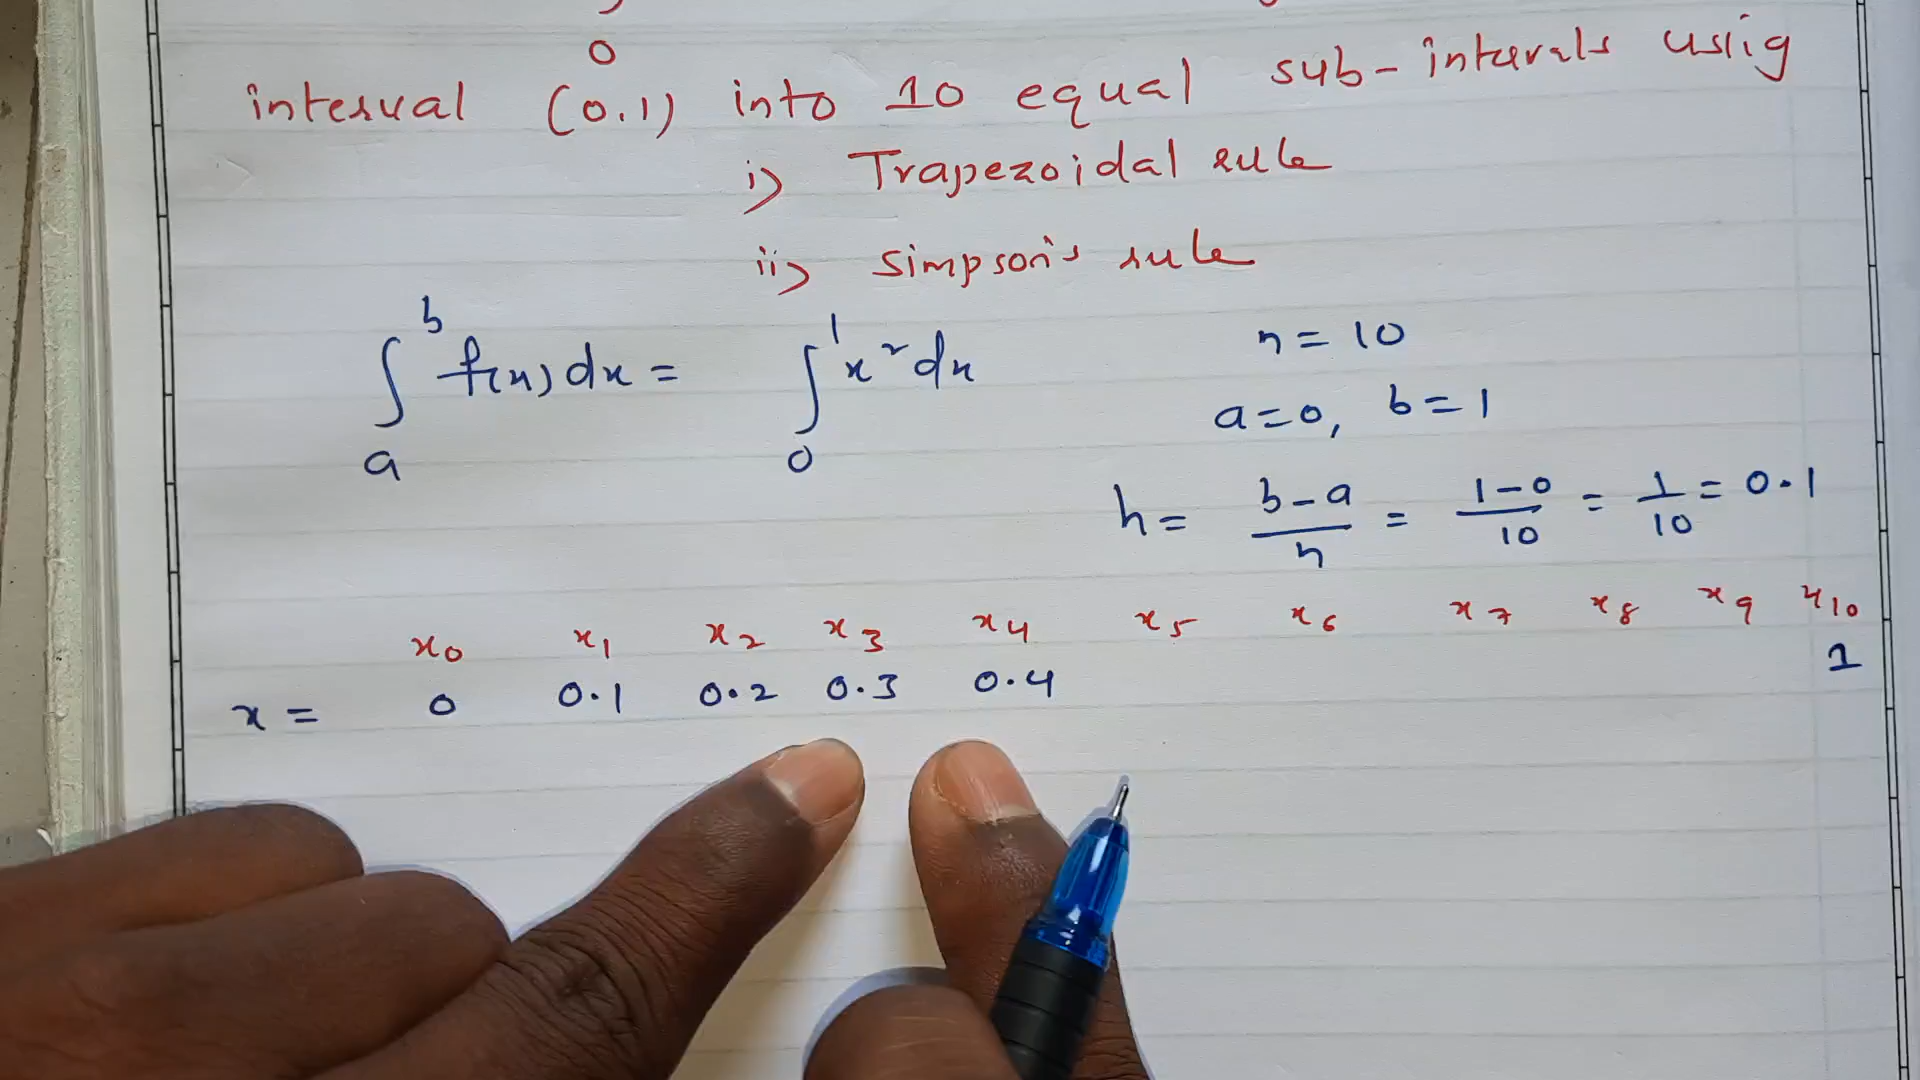 0
interval (0.1) into 10 equal sub-intervals using
i) Trapezoidal rule
ii) Simpson's rule
∫ₐᵇ f(x) dx = ∫₀¹ x² dx
n = 10
a = 0, b = 1
h = (b-a)/n = (1-0)/10 = 1/10 = 0.1
x₀ x₁ x₂ x₃ x₄ x₅ x₆ x₇ x₈ x₉ x₁₀
x = 0 0.1 0.2 0.3 0.4 1